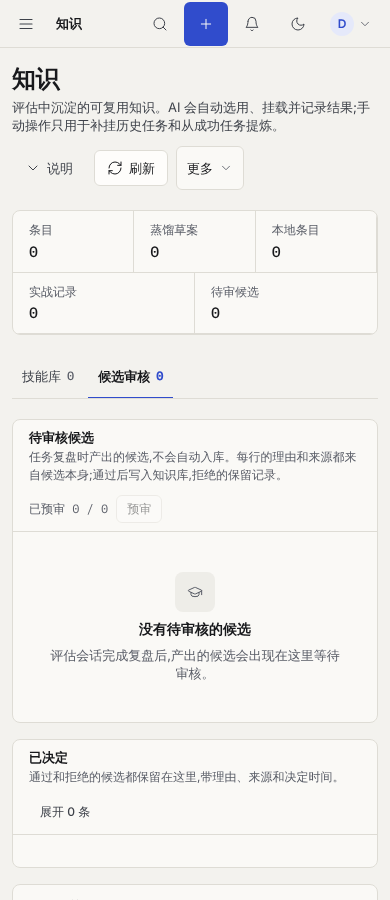 知识
D
知识
评估中沉淀的可复用知识。AI 会自动选用、挂载并记录结果;手
动操作只用于补挂历史任务和从成功任务提炼。
说明
刷新
更多
条目
蒸馏草案
本地条目
0
0
0
实战记录
待审候选
0
0
技能库 0
候选审核 0
待审核候选
任务复盘时产出的候选,不会自动入库。每行的理由和来源都来
自候选本身;通过后写入知识库,拒绝的保留记录。
已预审 0 / 0
预审
没有待审核的候选
评估会话完成复盘后,产出的候选会出现在这里等待
审核。
已决定
通过和拒绝的候选都保留在这里,带理由、来源和决定时间。
展开 0 条